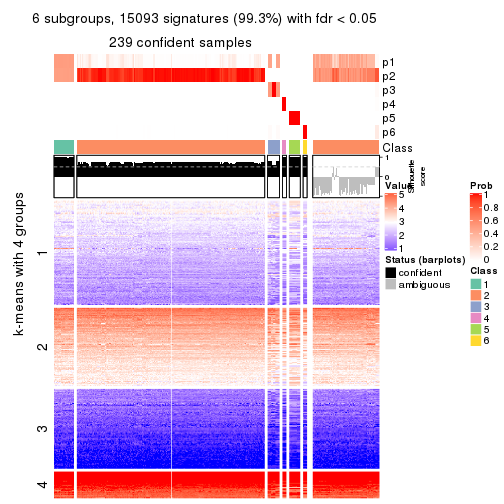 6 subgroups, 15093 signatures (99.3%) with fdr < 0.05
239 confident samples
p1
p2
p3
p4
p5
p6
Class
1
0
Silhouette
score
k-means with 4 groups
1
2
3
4
Value
5
4
3
2
1
Status (barplots)
confident
ambiguous
Prob
1
0.8
0.6
0.4
0.2
0
Class
1
2
3
4
5
6